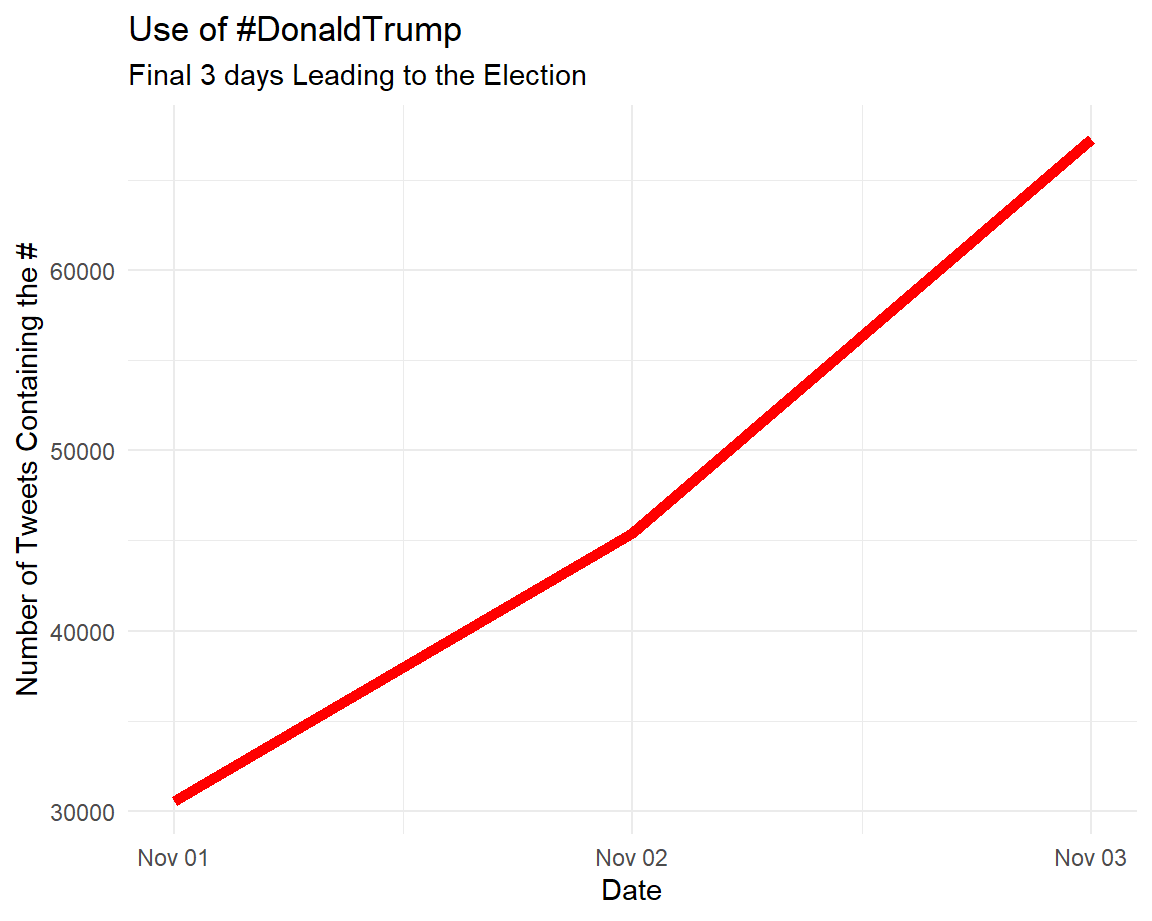 Use of #DonaldTrump
Final 3 days Leading to the Election
Number of Tweets Containing the #
60000
50000
40000
30000
Nov 01
Nov 02
Nov 03
Date